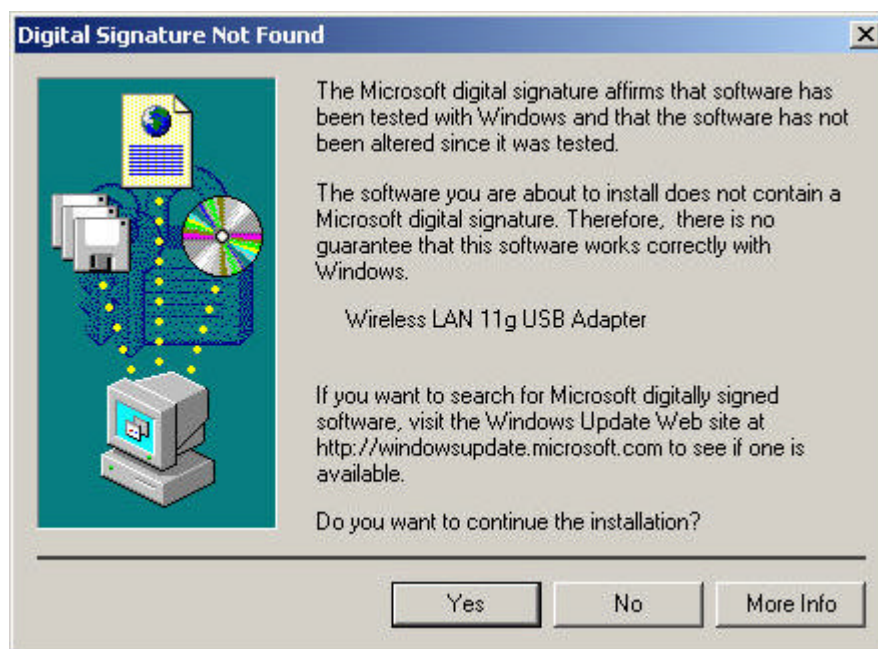 Digital Signature Not Found
The Microsoft digital signature affirms that software has
been tested with Windows and that the software has not
been altered since it was tested.
The software you are about to install does not contain a
Microsoft digital signature. Therefore, there is no
guarantee that this software works correctly with
Windows.
Wireless LAN 11g USB Adapter
If you want to search for Microsoft digitally signed
software, visit the Windows Update Web site at
http://windowsupdate.microsoft.com to see if one is
available.
Do you want to continue the installation?
Yes No More Info